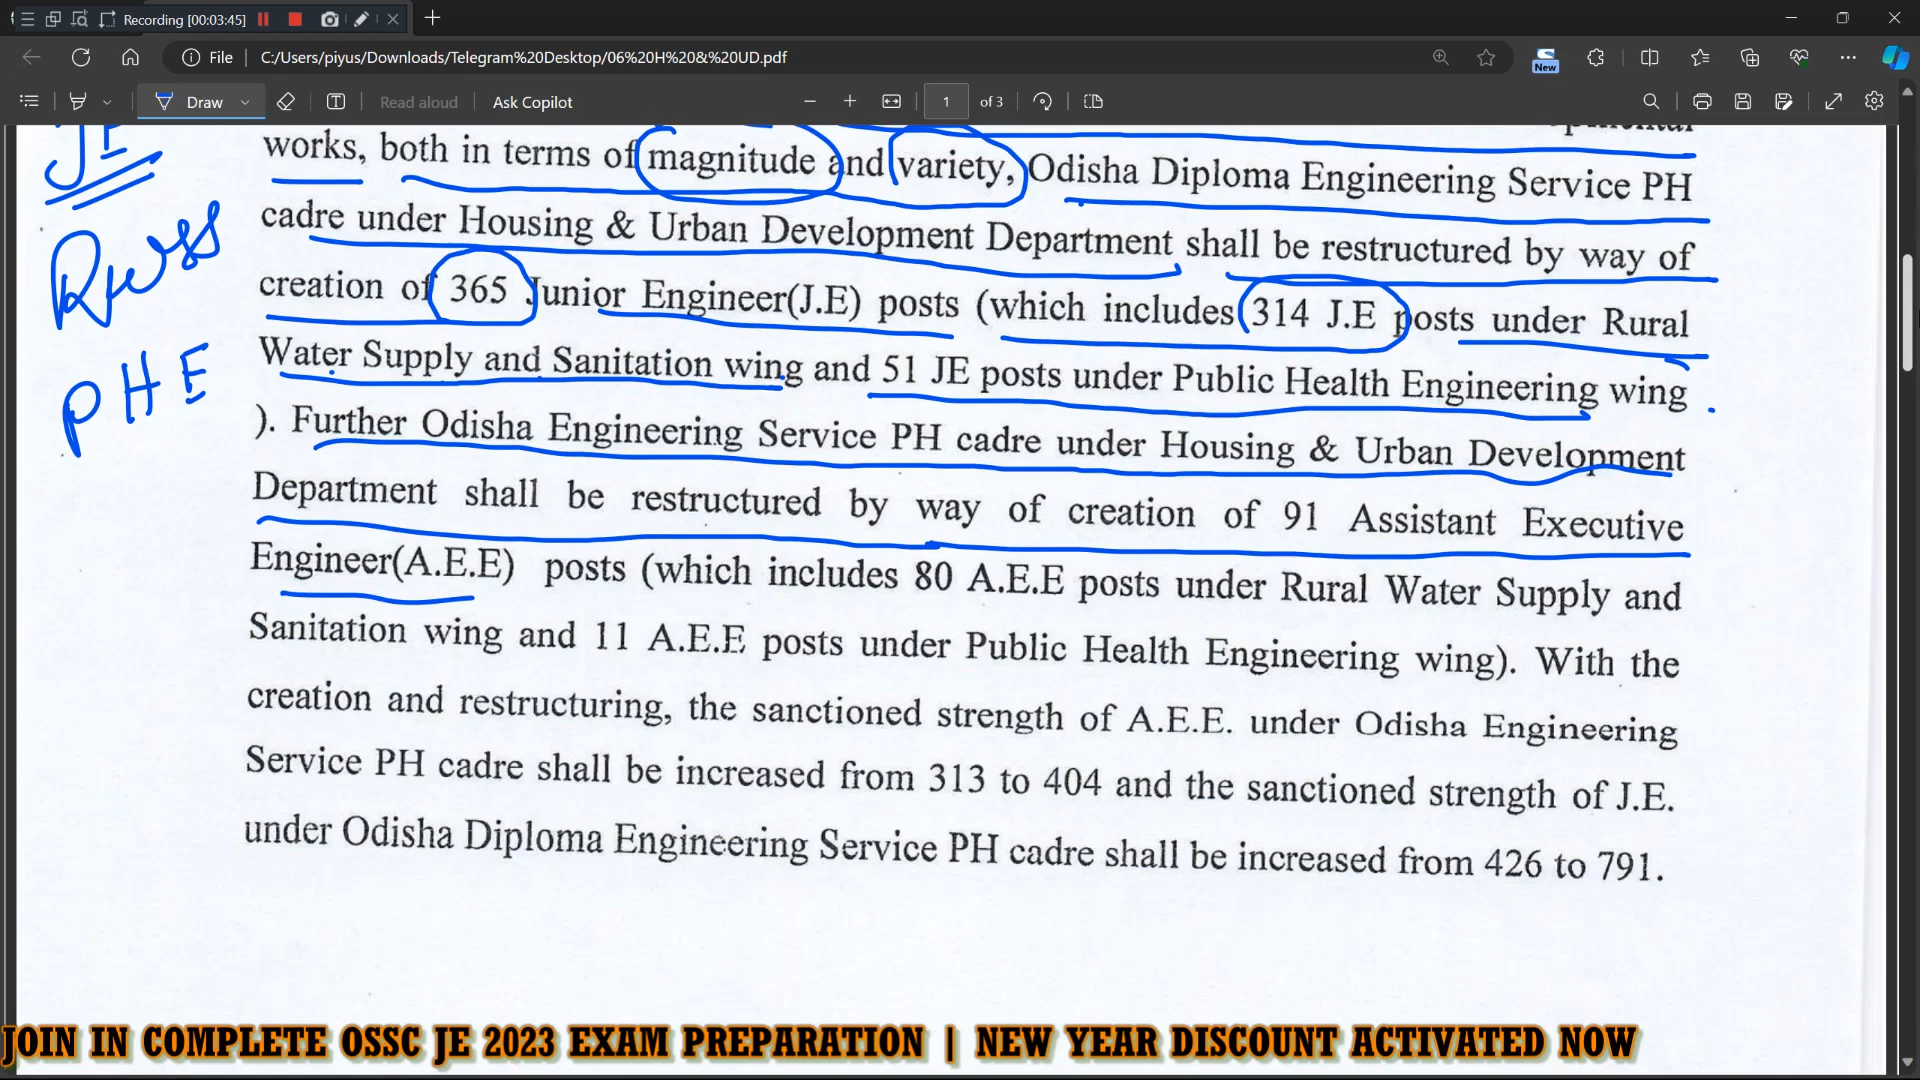 Recording [00:03:45]
File C:/Users/piyus/Downloads/Telegram%20Desktop/06%20H%20&%20UD.pdf
New
Draw Read aloud Ask Copilot 1 of 3
JE
works, both in terms of magnitude and variety, Odisha Diploma Engineering Service PH
cadre under Housing & Urban Development Department shall be restructured by way of
creation of 365 Junior Engineer(J.E) posts (which includes 314 J.E posts under Rural
Water Supply and Sanitation wing and 51 JE posts under Public Health Engineering wing
). Further Odisha Engineering Service PH cadre under Housing & Urban Development
Department shall be restructured by way of creation of 91 Assistant Executive
Engineer(A.E.E) posts (which includes 80 A.E.E posts under Rural Water Supply and
Sanitation wing and 11 A.E.E posts under Public Health Engineering wing). With the
creation and restructuring, the sanctioned strength of A.E.E. under Odisha Engineering
Service PH cadre shall be increased from 313 to 404 and the sanctioned strength of J.E.
under Odisha Diploma Engineering Service PH cadre shall be increased from 426 to 791.
Rwss
PHE
JOIN IN COMPLETE OSSC JE 2023 EXAM PREPARATION | NEW YEAR DISCOUNT ACTIVATED NOW